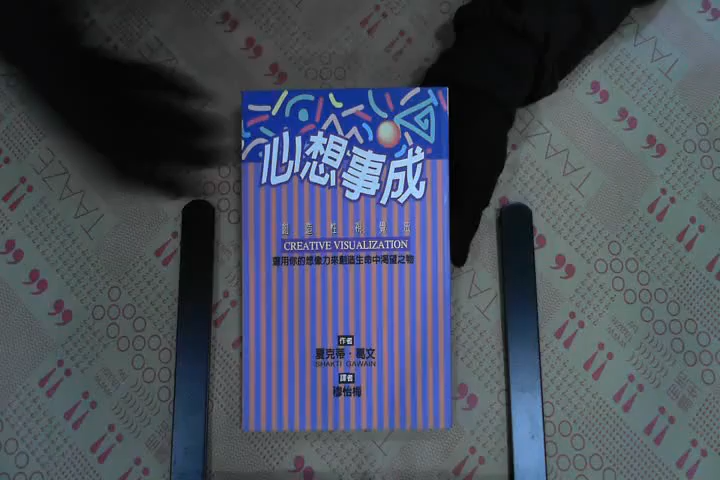 心想事成
創造性視覺法
CREATIVE VISUALIZATION
運用你的想像力來創造生命中渴望之物
作者
夏克蒂・葛文
SHAKTI GAWAIN
譯者
穆怡梅